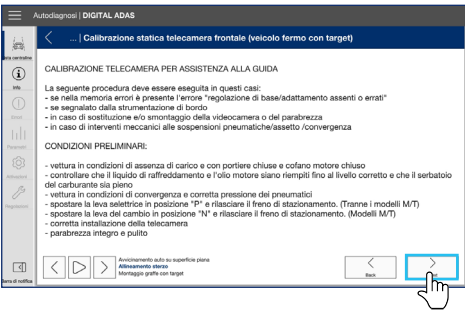 Autodiagnosi | DIGITAL ADAS
... | Calibrazione statica telecamera frontale (veicolo fermo con target)
Info
CALIBRAZIONE TELECAMERA PER ASSISTENZA ALLA GUIDA
La seguente procedura deve essere eseguita in questi casi:
- se nella memoria errori è presente l'errore "regolazione di base/adattamento assenti o errati"
- se segnalato dalla strumentazione di bordo
- in caso di sostituzione e/o smontaggio della videocamera o del parabrezza
- in caso di interventi meccanici alle sospensioni pneumatiche/assetto /convergenza
CONDIZIONI PRELIMINARI:
- vettura in condizioni di assenza di carico e con portiere chiuse e cofano motore chiuso
- controllare che il liquido di raffreddamento e l'olio motore siano riempiti fino al livello corretto e che il serbatoio
del carburante sia pieno
- vettura in condizioni di convergenza e corretta pressione dei pneumatici
- spostare la leva selettrice in posizione "P" e rilasciare il freno di stazionamento. (Tranne i modelli M/T)
- spostare la leva del cambio in posizione "N" e rilasciare il freno di stazionamento. (Modelli M/T)
- corretta installazione della telecamera
- parabrezza integro e pulito
Avvicinamento auto su superficie piana
Allineamento sterzo
Montaggio graffe con target
Back